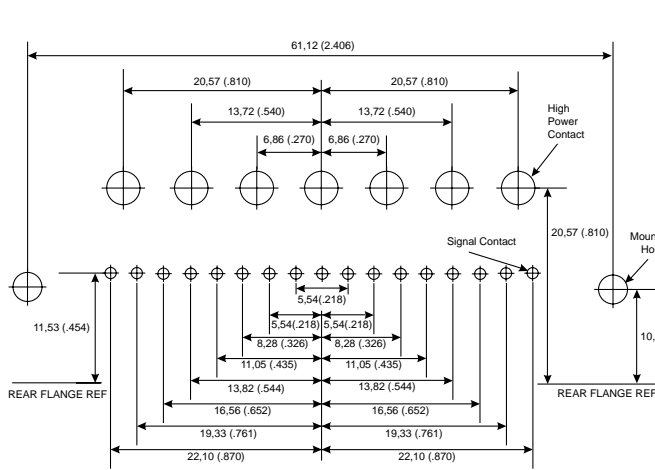 61,12 (2.406)
20,57 (.810) 20,57 (.810)
13,72 (.540) 13,72 (.540)
6,86 (.270) 6,86 (.270)
High
Power
Contact
20,57 (.810)
Signal Contact
Moun
Ho
5,54(.218)
5,54(.218) 5,54(.218)
8,28 (.326) 8,28 (.326)
11,05 (.435) 11,05 (.435)
13,82 (.544) 13,82 (.544)
16,56 (.652) 16,56 (.652)
19,33 (.761) 19,33 (.761)
22,10 (.870) 22,10 (.870)
11,53 (.454)
10,
REAR FLANGE REF
REAR FLANGE REF